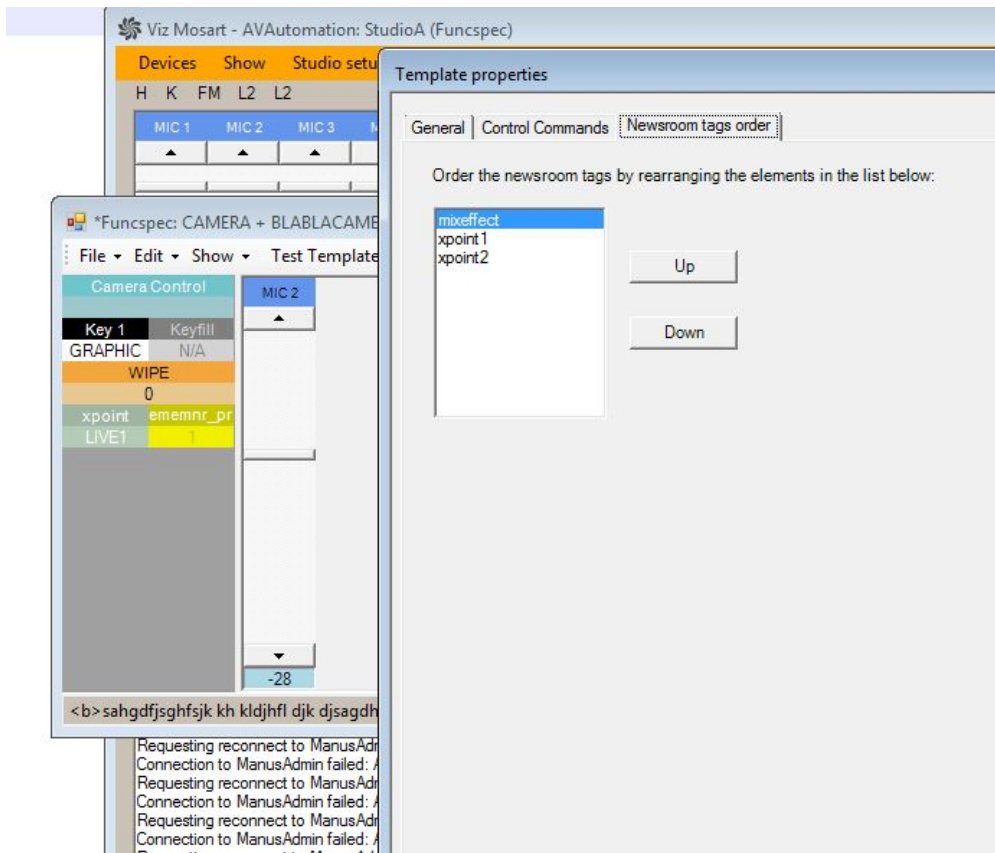 Viz Mosart - AVAutomation: StudioA (Funcspec)
Devices Show Studio setu
H K FM L2 L2
MIC 1 MIC 2 MIC 3 M
Template properties
General Control Commands Newsroom tags order
Order the newsroom tags by rearranging the elements in the list below:
mixeffect
xpoint1
xpoint2
Up
Down
*Funcspec: CAMERA + BLABLACAME
File Edit Show Test Template
Camera Control
MIC 2
Key 1 Keyfill
GRAPHIC N/A
WIPE
0
xpoint ememnr_pr
LIVE1 1
-28
<b>sahgdfjsghfsjk kh kldjhfl djk djsagdh
Requesting reconnect to ManusAdr
Connection to ManusAdmin failed: A
Requesting reconnect to ManusAdr
Connection to ManusAdmin failed: A
Requesting reconnect to ManusAdr
Connection to ManusAdmin failed: A